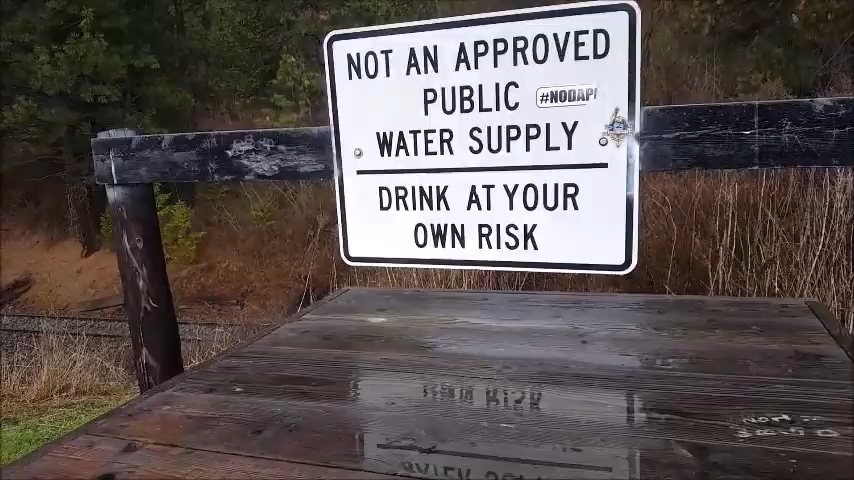 NOT AN APPROVED
PUBLIC
#NODAPL
WATER SUPPLY
DRINK AT YOUR
OWN RISK